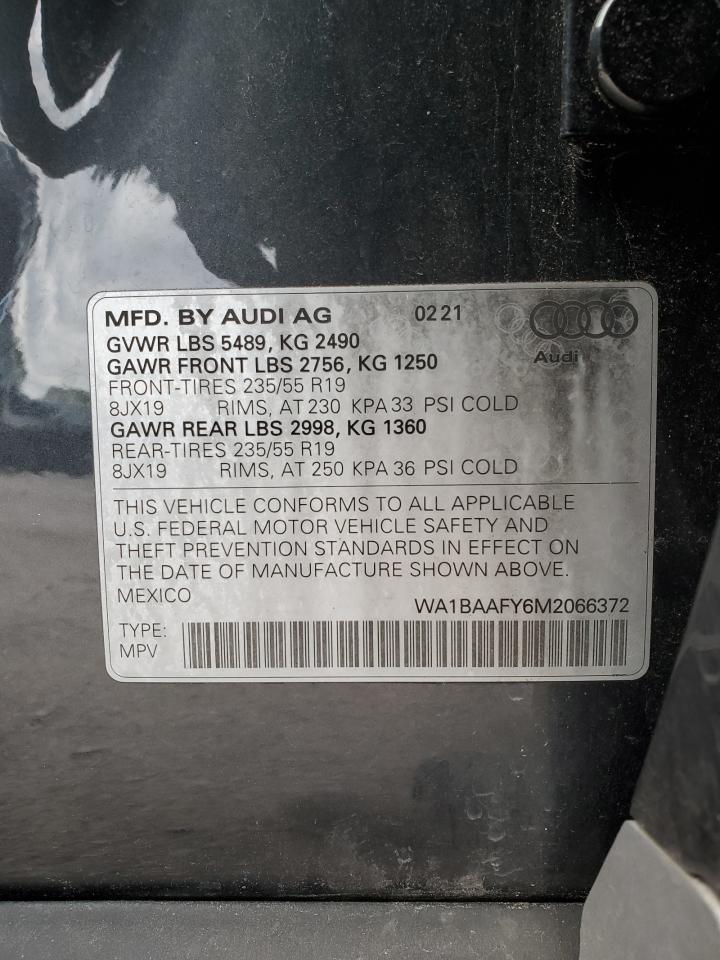 MFD. BY AUDI AG 0221
GVWR LBS 5489, KG 2490
GAWR FRONT LBS 2756, KG 1250
Audi
FRONT-TIRES 235/55 R19
8JX19 RIMS, AT 230 KPA 33 PSI COLD
GAWR REAR LBS 2998, KG 1360
REAR-TIRES 235/55 R19
8JX19 RIMS, AT 250 KPA 36 PSI COLD
THIS VEHICLE CONFORMS TO ALL APPLICABLE
U.S. FEDERAL MOTOR VEHICLE SAFETY AND
THEFT PREVENTION STANDARDS IN EFFECT ON
THE DATE OF MANUFACTURE SHOWN ABOVE.
MEXICO
WA1BAAFY6M2066372
TYPE:
MPV